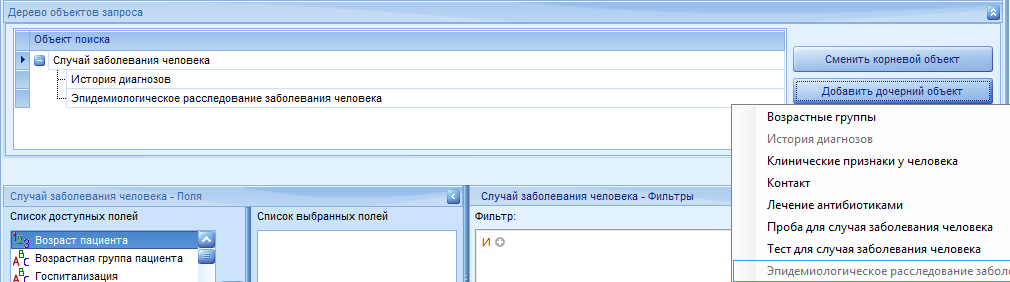 Дерево объектов запроса
Объект поиска
Случай заболевания человека
История диагнозов
Эпидемиологическое расследование заболевания человека
Сменить корневой объект
Добавить дочерний объект
Возрастные группы
История диагнозов
Клинические признаки у человека
Контакт
Лечение антибиотиками
Проба для случая заболевания человека
Тест для случая заболевания человека
Эпидемиологическое расследование забол
Случай заболевания человека - Поля
Список доступных полей
Возраст пациента
Возрастная группа пациента
Госпитализация
Список выбранных полей
Случай заболевания человека - Фильтры
Фильтр:
И